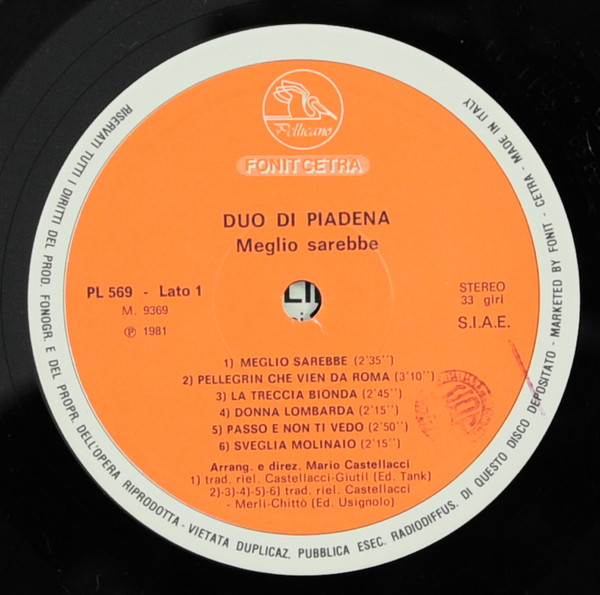 RISERVATI TUTTI I DIRITTI DEL PROD. FONOGR. E DEL PROPR. DELL'OPERA RIPRODOTTA - VIETATA DUPLICAZ. PUBBLICA ESEC. RADIODIFFUS. DI QUESTO DISCO DEPOSITATO - MARKETED BY FONIT - CETRA - MADE IN ITALY
Pellicano
FONIT CETRA
DUO DI PIADENA
Meglio sarebbe
PL 569 - Lato 1
M. 9369
℗ 1981
STEREO
33 giri
S.I.A.E.
1) MEGLIO SAREBBE (2'35'')
2) PELLEGRIN CHE VIEN DA ROMA (3'10'')
3) LA TRECCIA BIONDA (2'45'')
4) DONNA LOMBARDA (2'15'')
5) PASSO E NON TI VEDO (2'50'')
6) SVEGLIA MOLINAIO (2'15'')
Arrang. e direz. Mario Castellacci
1) trad. riel. Castellacci-Giutil (Ed. Tank)
2)-3)-4)-5)-6) trad. riel. Castellacci
- Merli-Chittò (Ed. Usignolo)